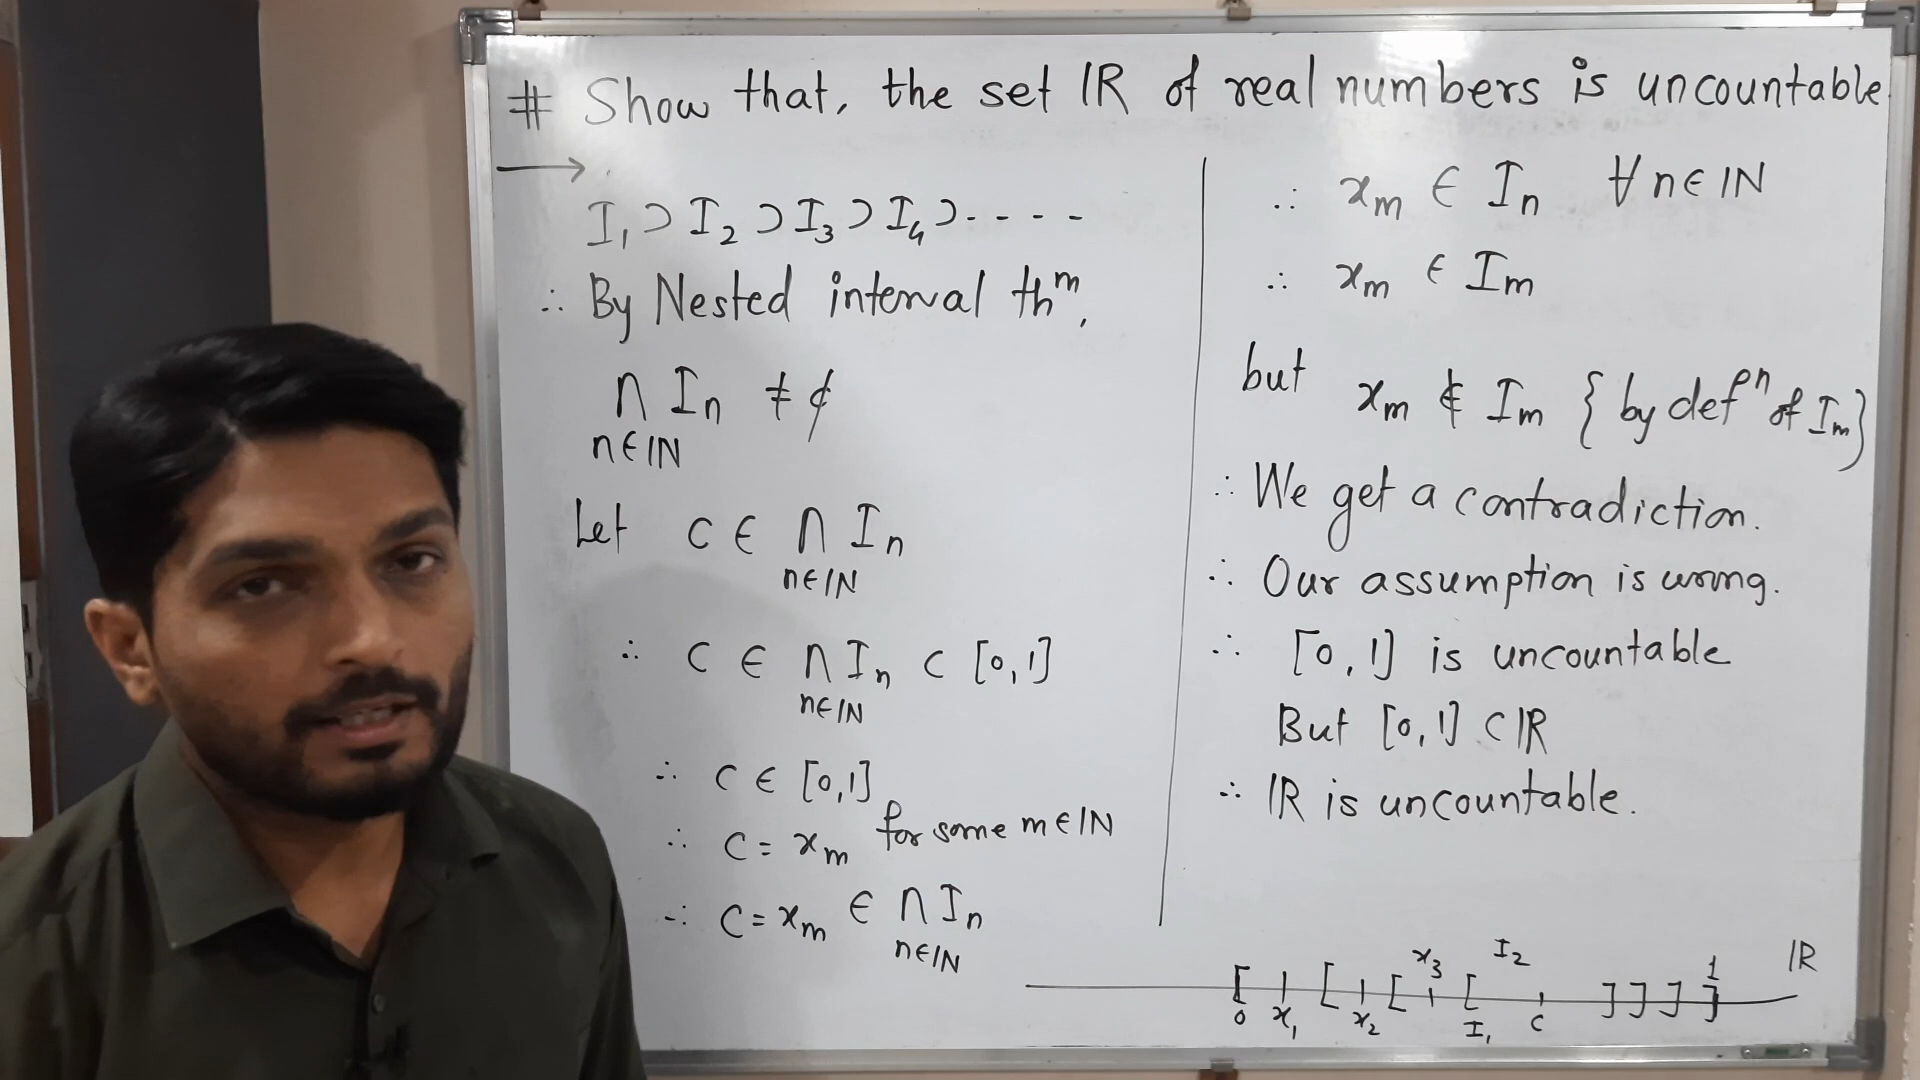 # Show that, the set IR of real numbers is uncountable.
→
I₁ ⊃ I₂ ⊃ I₃ ⊃ I₄ ⊃ - - - -
∴ By Nested interval thᵐ,
∩ Iₙ ≠ ϕ
n∈IN
Let C ∈ ∩ Iₙ
n∈IN
∴ C ∈ ∩ Iₙ ⊂ [0,1]
n∈IN
∴ C ∈ [0,1]
∴ C = xₘ for some m∈IN
∴ C = xₘ ∈ ∩ Iₙ
n∈IN
∴ xₘ ∈ Iₙ ∀ n∈IN
∴ xₘ ∈ Iₘ
but xₘ ∉ Iₘ {by defⁿ of Iₘ}
∴ We get a contradiction.
∴ Our assumption is wrong.
∴ [0,1] is uncountable
But [0,1] ⊂ IR
∴ IR is uncountable.
x₃ I₂ 1 IR
[ [ [ [ ] ] ] ]
0 x₁ x₂ I₁ c